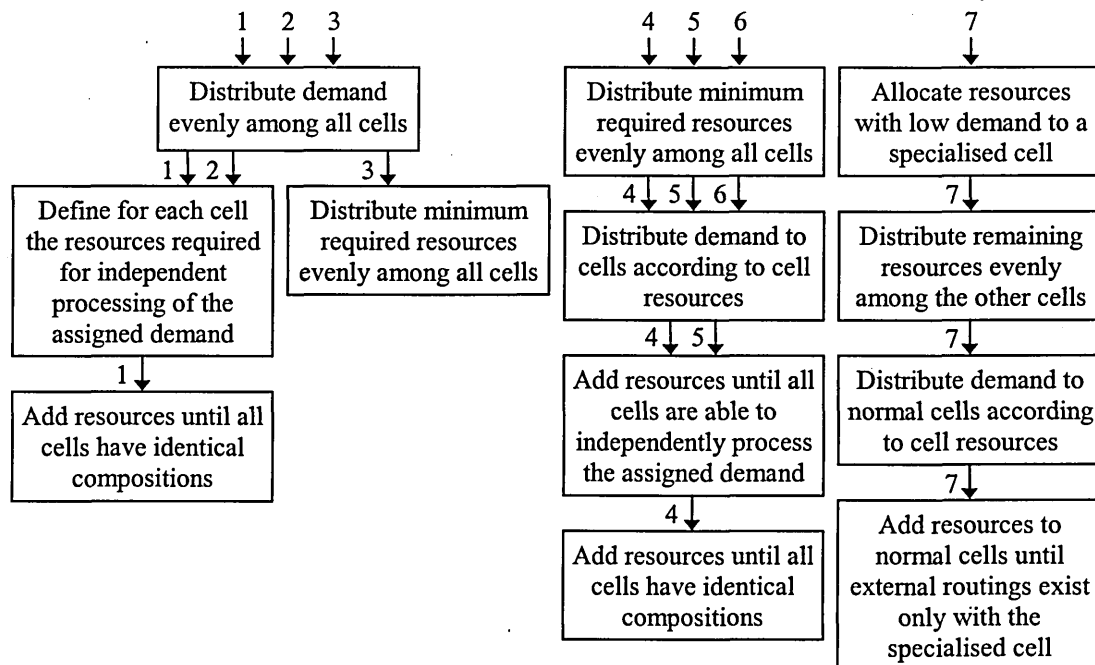 1 2 3
Distribute demand
evenly among all cells
1 2
Define for each cell
the resources required
for independent
processing of the
assigned demand
1
Add resources until all
cells have identical
compositions
3
Distribute minimum
required resources
evenly among all cells
4 5 6
Distribute minimum
required resources
evenly among all cells
4 5 6
Distribute demand to
cells according to cell
resources
4 5
Add resources until all
cells are able to
independently process
the assigned demand
4
Add resources until all
cells have identical
compositions
7
Allocate resources
with low demand to a
specialised cell
7
Distribute remaining
resources evenly
among the other cells
7
Distribute demand to
normal cells according
to cell resources
7
Add resources to
normal cells until
external routings exist
only with the
specialised cell